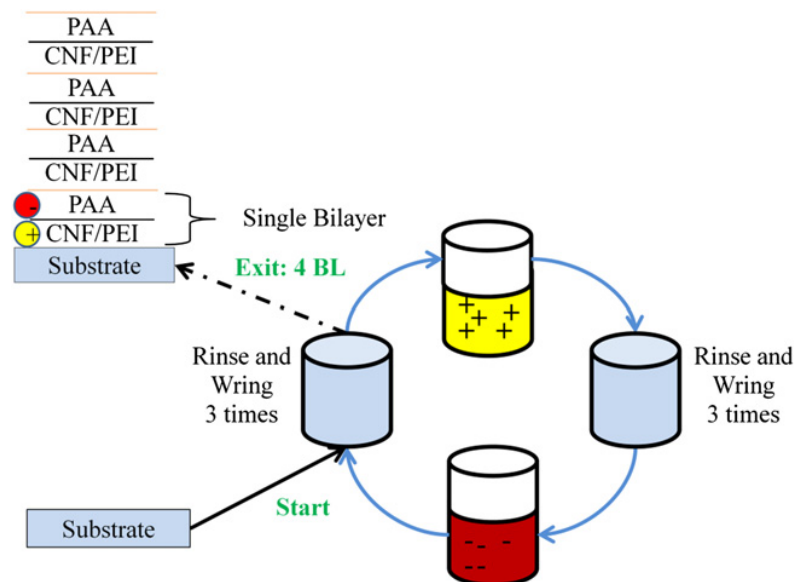 PAA
CNF/PEI
PAA
CNF/PEI
PAA
CNF/PEI
- PAA
+ CNF/PEI
Single Bilayer
Substrate
Exit: 4 BL
+ + + + +
Rinse and
Wring
3 times
Rinse and
Wring
3 times
Start
Substrate
- - - - -